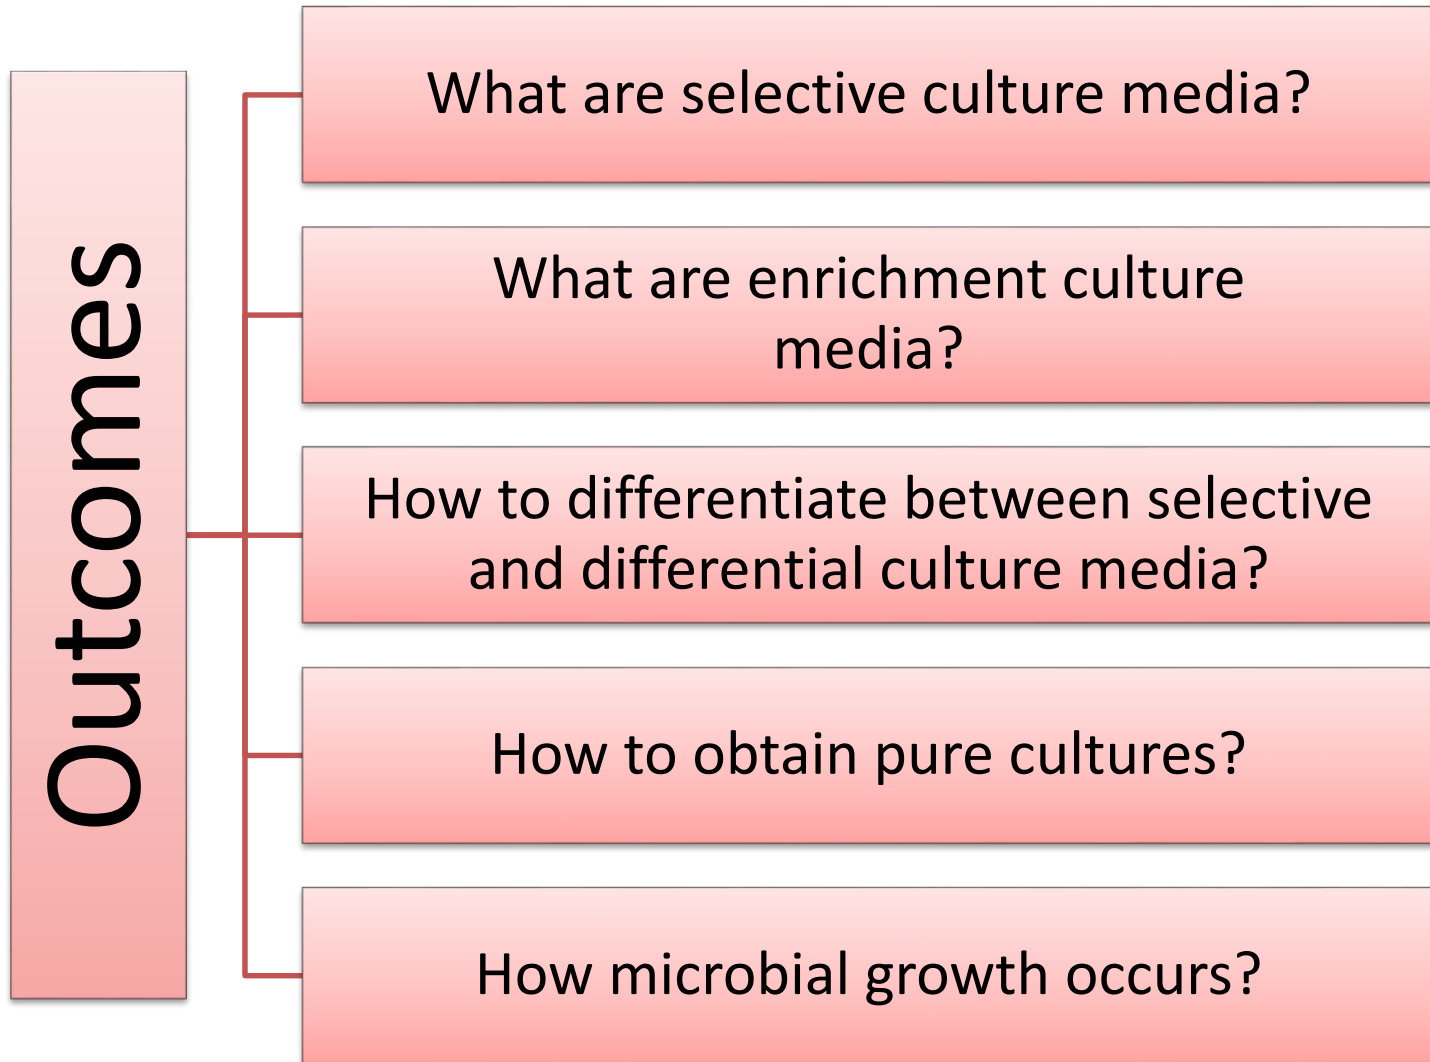 Outcomes
What are selective culture media?
What are enrichment culture
media?
How to differentiate between selective
and differential culture media?
How to obtain pure cultures?
How microbial growth occurs?